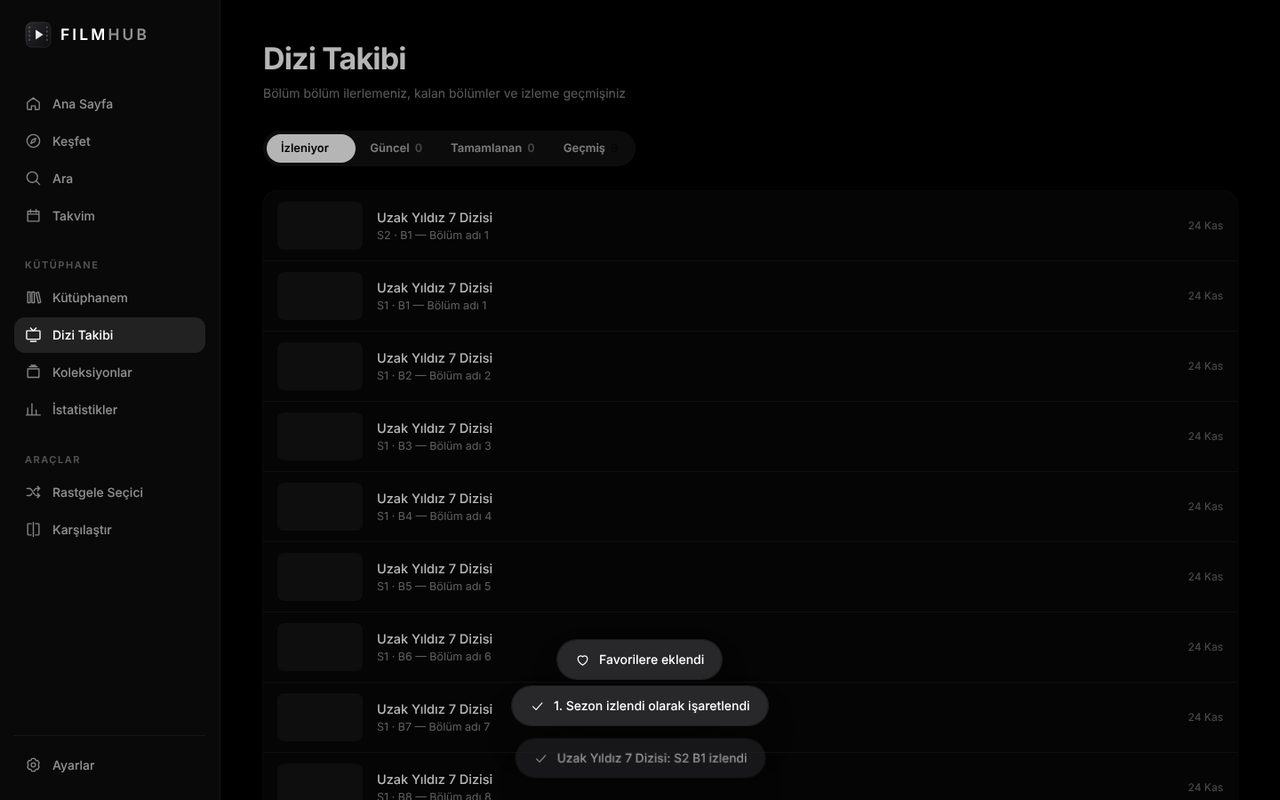 FILMHUB
Ana Sayfa
Keşfet
Ara
Takvim
KÜTÜPHANE
Kütüphanem
Dizi Takibi
Koleksiyonlar
İstatistikler
ARAÇLAR
Rastgele Seçici
Karşılaştır
Ayarlar
Dizi Takibi
Bölüm bölüm ilerlemeniz, kalan bölümler ve izleme geçmişiniz
İzleniyor Güncel 0 Tamamlanan 0 Geçmiş
Uzak Yıldız 7 Dizisi
S2 · B1 — Bölüm adı 1
24 Kas
Uzak Yıldız 7 Dizisi
S1 · B1 — Bölüm adı 1
24 Kas
Uzak Yıldız 7 Dizisi
S1 · B2 — Bölüm adı 2
24 Kas
Uzak Yıldız 7 Dizisi
S1 · B3 — Bölüm adı 3
24 Kas
Uzak Yıldız 7 Dizisi
S1 · B4 — Bölüm adı 4
24 Kas
Uzak Yıldız 7 Dizisi
S1 · B5 — Bölüm adı 5
24 Kas
Uzak Yıldız 7 Dizisi
S1 · B6 — Bölüm adı 6
24 Kas
Uzak Yıldız 7 Dizisi
S1 · B7 — Bölüm adı 7
24 Kas
Uzak Yıldız 7 Dizisi
S1 · B8 — Bölüm adı 8
24 Kas
Favorilere eklendi
1. Sezon izlendi olarak işaretlendi
Uzak Yıldız 7 Dizisi: S2 B1 izlendi